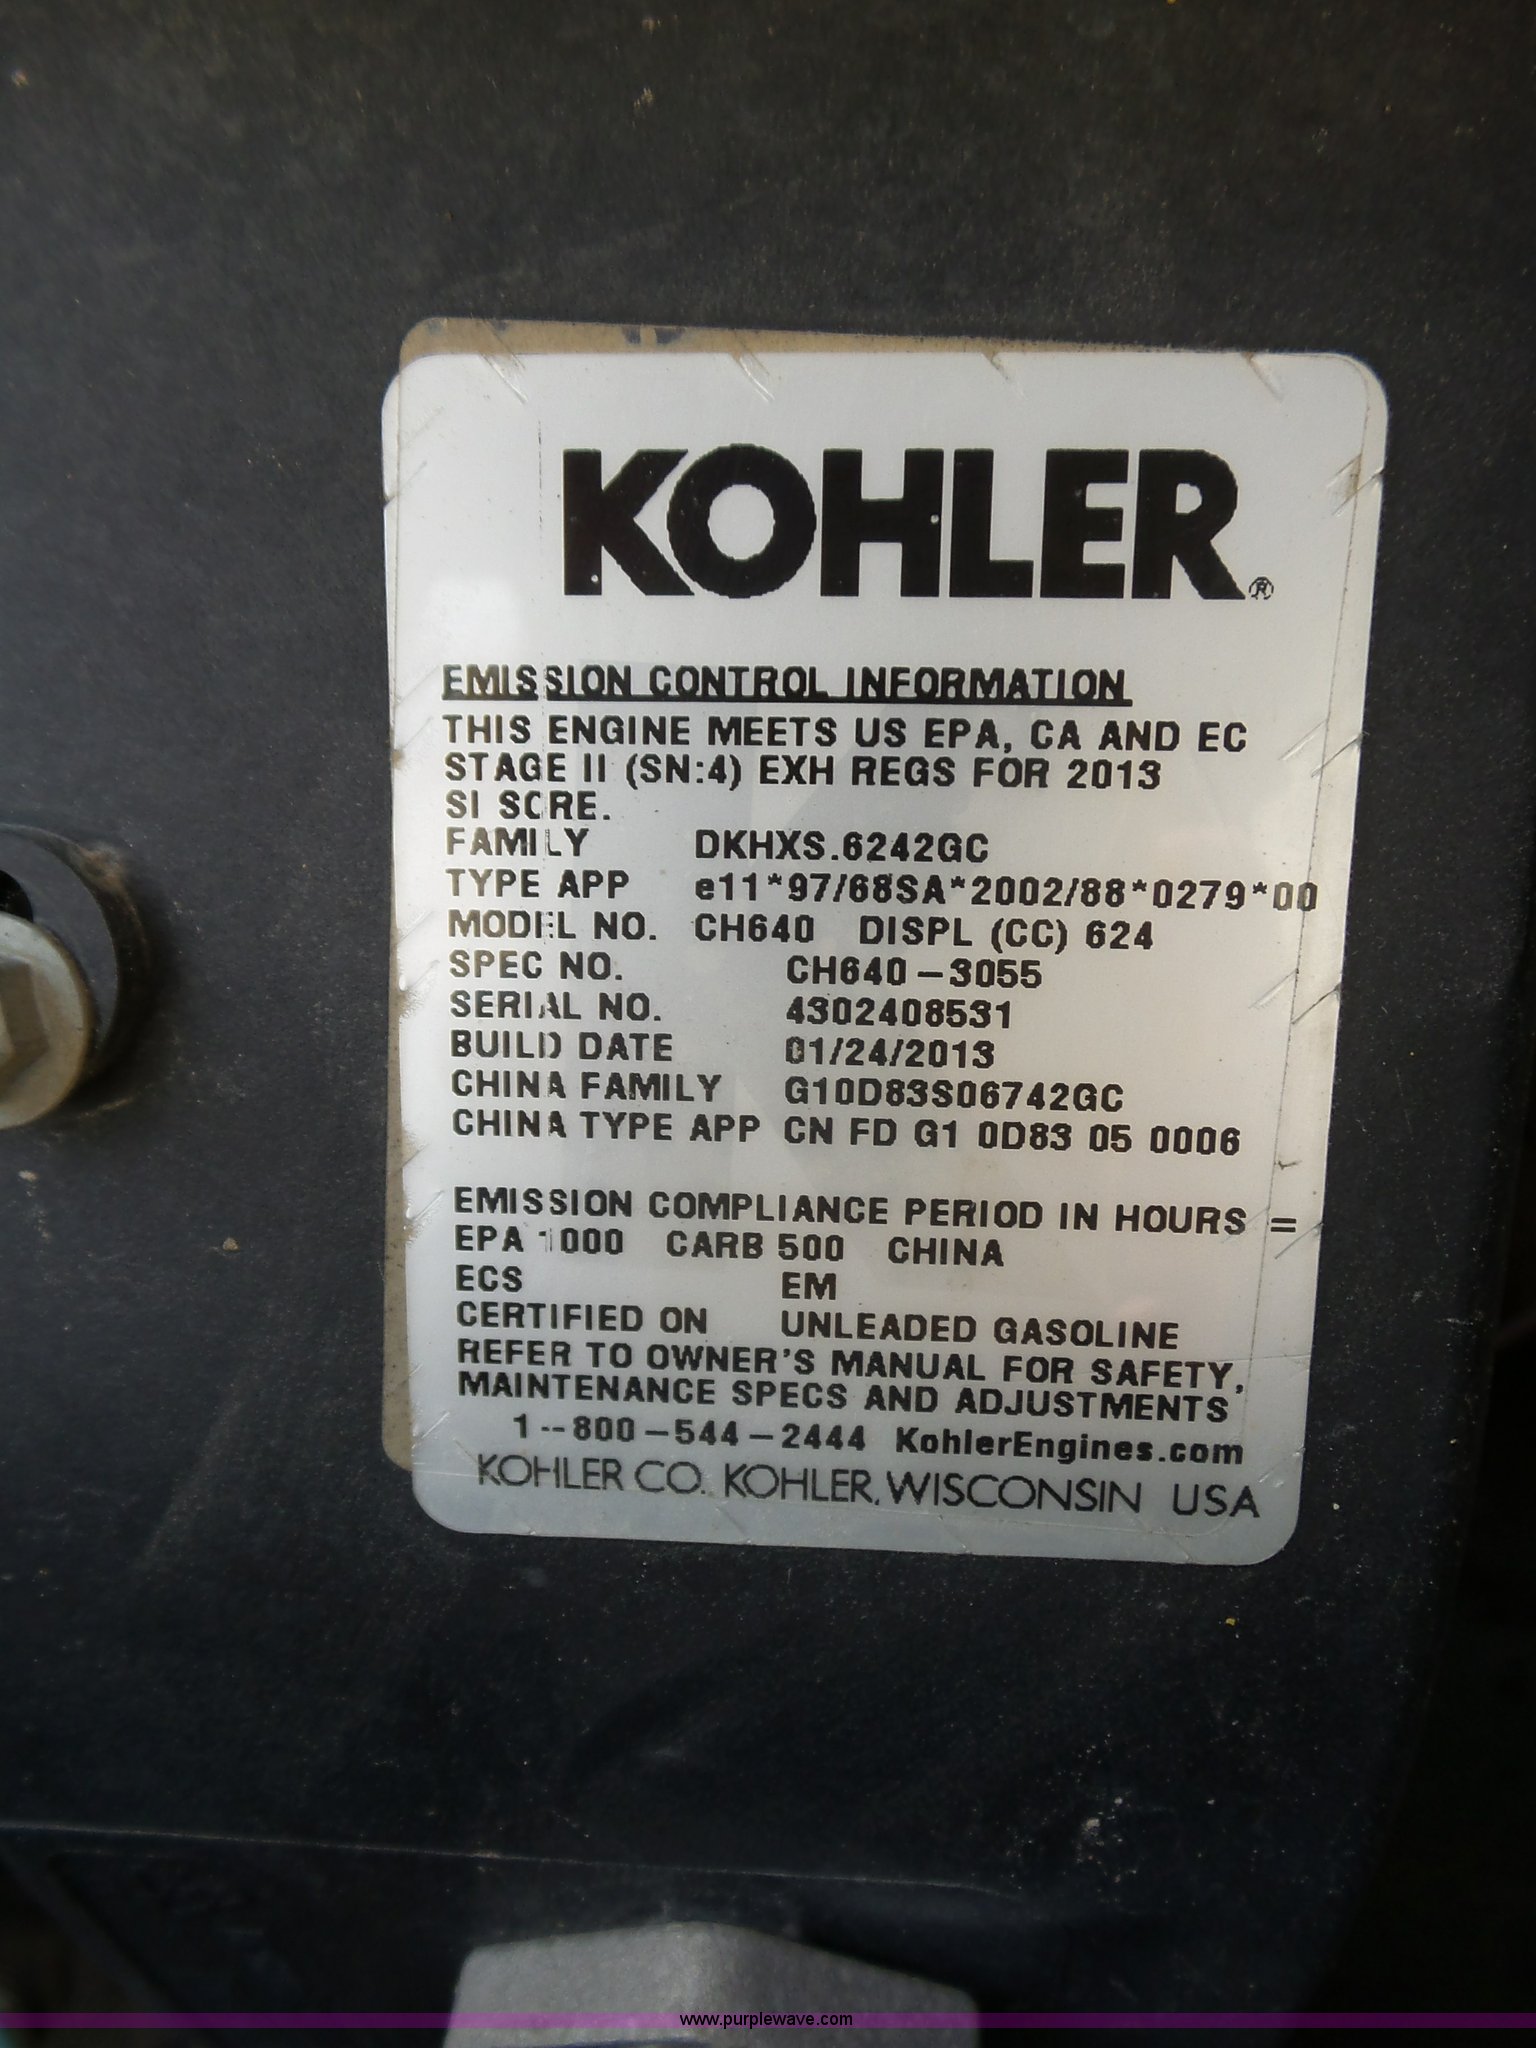 KOHLER®
EMISSION CONTROL INFORMATION
THIS ENGINE MEETS US EPA, CA AND EC
STAGE II (SN:4) EXH REGS FOR 2013
SI SORE.
FAMILY DKHXS.6242GC
TYPE APP e11*97/68SA*2002/88*0279*00
MODEL NO. CH640 DISPL (CC) 624
SPEC NO. CH640-3055
SERIAL NO. 4302408531
BUILD DATE 01/24/2013
CHINA FAMILY G10D83S06742GC
CHINA TYPE APP CN FD G1 0D83 05 0006
EMISSION COMPLIANCE PERIOD IN HOURS =
EPA 1000 CARB 500 CHINA
ECS EM
CERTIFIED ON UNLEADED GASOLINE
REFER TO OWNER'S MANUAL FOR SAFETY,
MAINTENANCE SPECS AND ADJUSTMENTS
1-800-544-2444 KohlerEngines.com
KOHLER CO. KOHLER, WISCONSIN USA
www.purplewave.com